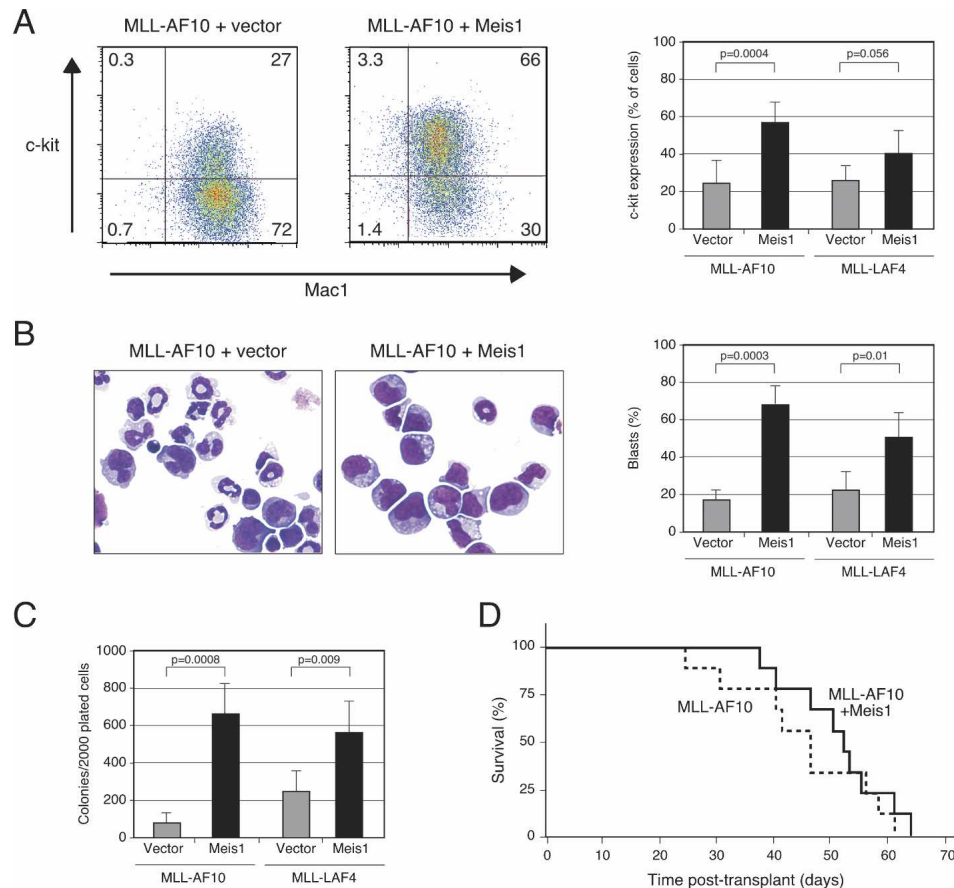 A
MLL-AF10 + vector
MLL-AF10 + Meis1
0.3
27
0.7
72
3.3
66
1.4
30
c-kit
Mac1
c-kit expression (% of cells)
100
80
60
40
20
0
p=0.0004
p=0.056
Vector
Meis1
Vector
Meis1
MLL-AF10
MLL-LAF4
B
MLL-AF10 + vector
MLL-AF10 + Meis1
Blasts (%)
100
80
60
40
20
0
p=0.0003
p=0.01
Vector
Meis1
Vector
Meis1
MLL-AF10
MLL-LAF4
C
Colonies/2000 plated cells
1000
800
600
400
200
0
p=0.0008
p=0.009
Vector
Meis1
Vector
Meis1
MLL-AF10
MLL-LAF4
D
Survival (%)
100
75
50
25
0
MLL-AF10
MLL-AF10
+Meis1
0
10
20
30
40
50
60
70
Time post-transplant (days)